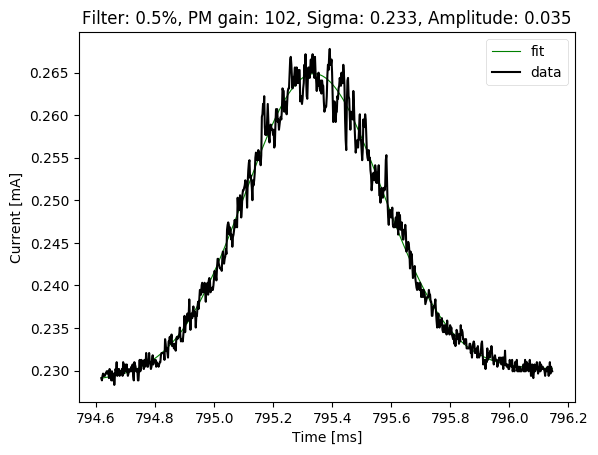 Filter: 0.5%, PM gain: 102, Sigma: 0.233, Amplitude: 0.035
fit
data
0.265
0.260
0.255
0.250
0.245
0.240
0.235
0.230
Current [mA]
794.6 794.8 795.0 795.2 795.4 795.6 795.8 796.0 796.2
Time [ms]